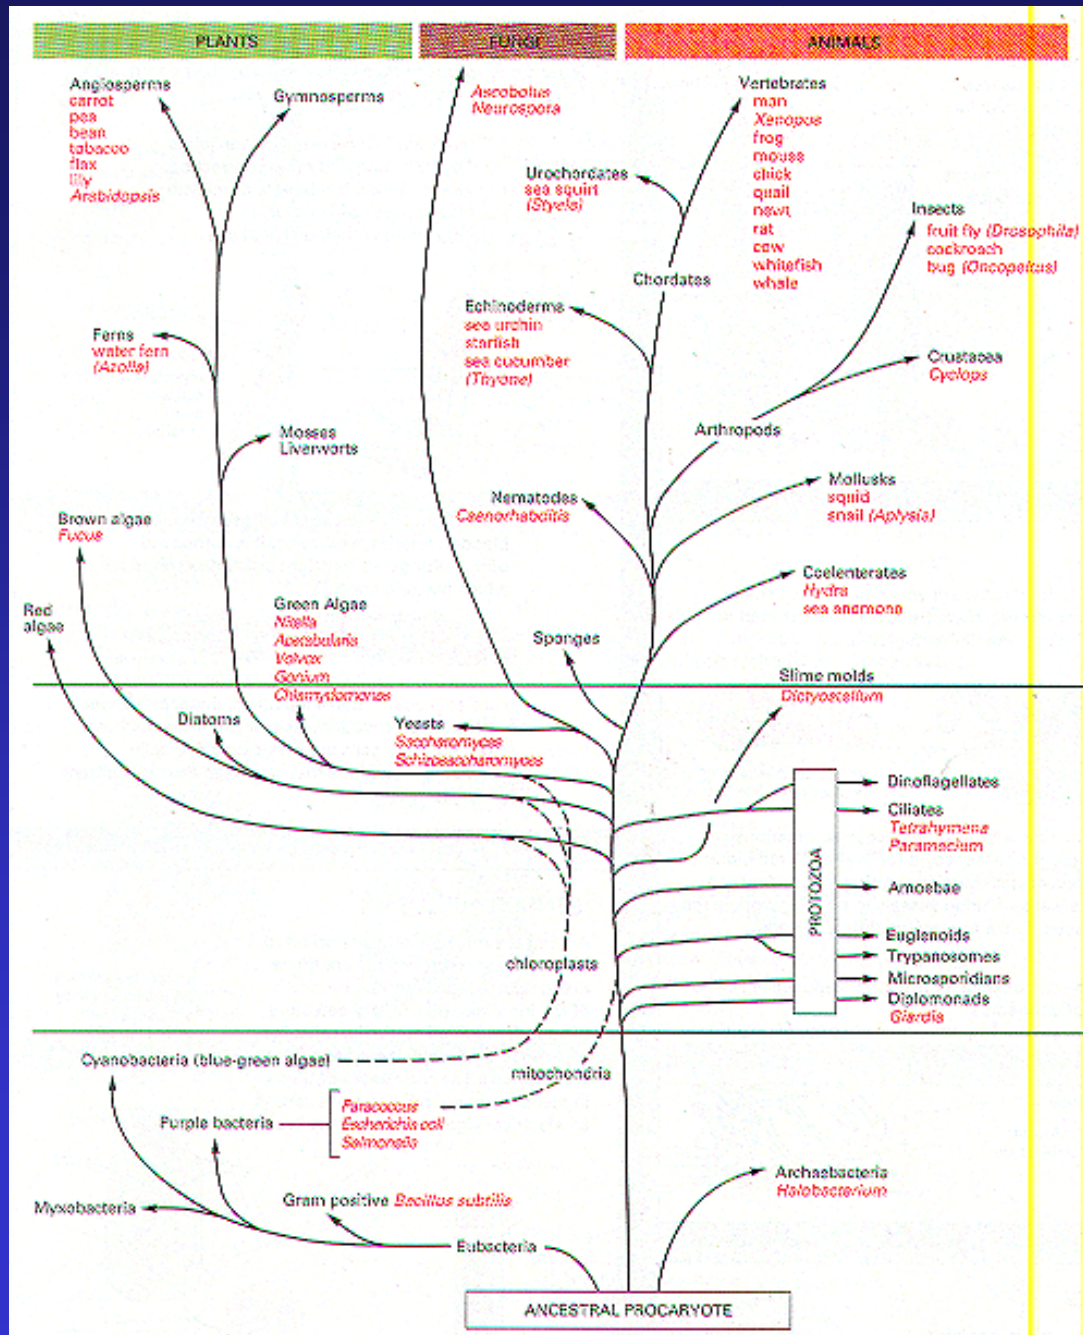 PLANTS
FUNGI
ANIMALS
Angiosperms
carrot
pea
bean
tobacco
flax
lily
Arabidopsis
Gymnosperms
Ascobolus
Neurospora
Vertebrates
man
Xenopus
frog
mouse
chick
quail
newt
rat
cow
whitefish
whale
Urochordates
sea squirt
(Styela)
Insects
fruit fly (Drosophila)
cockroach
bug (Oncopeltus)
Chordates
Echinoderms
sea urchin
starfish
sea cucumber
(Thyone)
Ferns
water fern
(Azolla)
Crustacea
Cyclops
Mosses
Liverworts
Arthropods
Nematodes
Caenorhabditis
Mollusks
squid
snail (Aplysia)
Brown algae
Fucus
Coelenterates
Hydra
sea anemone
Red
algae
Green Algae
Nitella
Acetabularia
Volvox
Gonium
Chlamydomonas
Sponges
Slime molds
Dictyostelium
Diatoms
Yeasts
Saccharomyces
Schizosaccharomyces
PROTOZOA
Dinoflagellates
Ciliates
Tetrahymena
Paramecium
Amoebae
Euglenoids
Trypanosomes
Microsporidians
Diplomonads
Giardia
chloroplasts
Cyanobacteria (blue-green algae)
mitochondria
Purple bacteria
Paracoccus
Escherichia coli
Salmonella
Archaebacteria
Halobacterium
Myxobacteria
Gram positive Bacillus subtilis
Eubacteria
ANCESTRAL PROCARYOTE